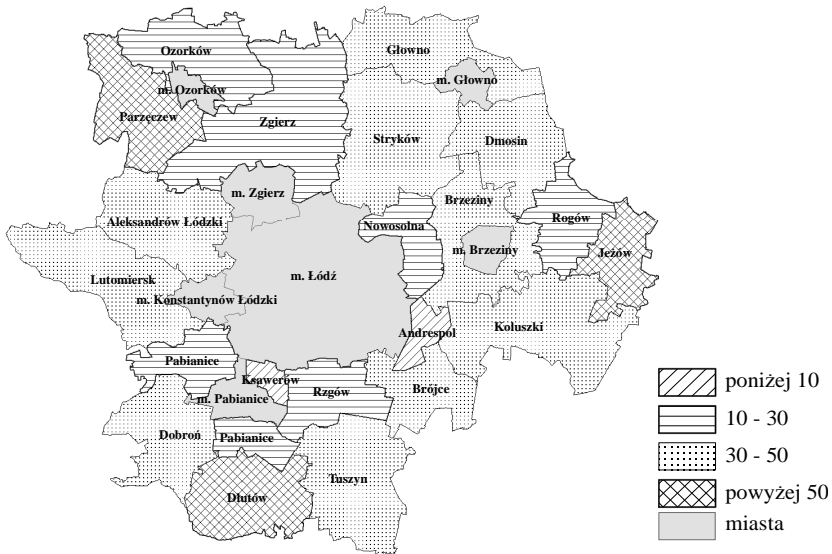 Głowno
Ozorków
m. Głowno
m. Ozorków
Parzęczew
Zgierz
Stryków
Dmosin
m. Zgierz
Brzeziny
Aleksandrów Łódzki
Nowosolna
Rogów
m. Brzeziny
Jeżów
m. Łódź
Lutomiersk
m. Konstantynów Łódzki
Koluszki
Andrespol
Pabianice
Ksawerów
Rzgów
Brójce
m. Pabianice
Dobroń
Pabianice
Tuszyn
Dłutów
poniżej 10
10 - 30
30 - 50
powyżej 50
miasta